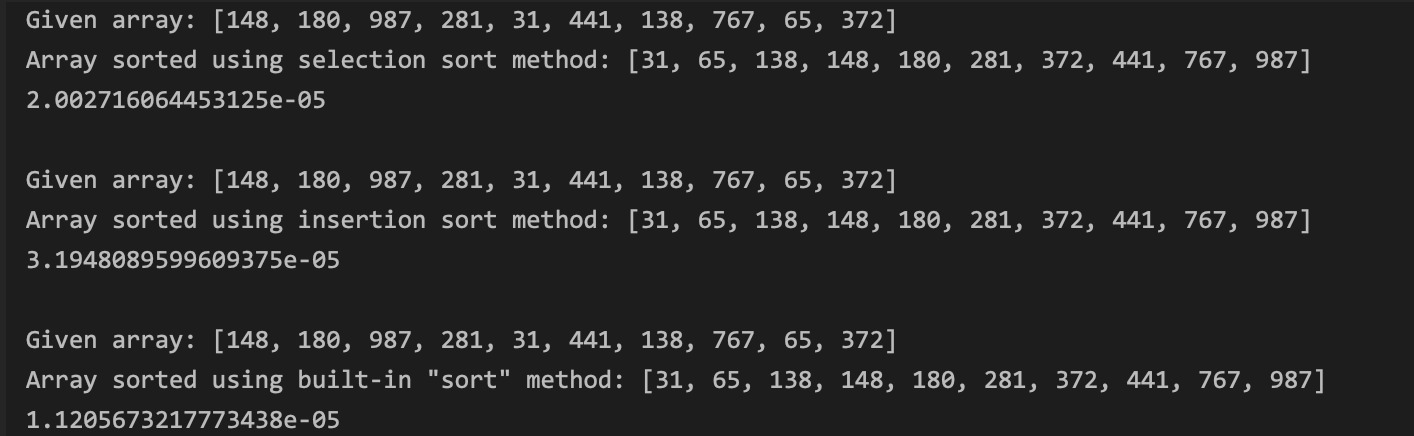 Given array: [148, 180, 987, 281, 31, 441, 138, 767, 65, 372]
Array sorted using selection sort method: [31, 65, 138, 148, 180, 281, 372, 441, 767, 987]
2.002716064453125e-05
Given array: [148, 180, 987, 281, 31, 441, 138, 767, 65, 372]
Array sorted using insertion sort method: [31, 65, 138, 148, 180, 281, 372, 441, 767, 987]
3.1948089599609375e-05
Given array: [148, 180, 987, 281, 31, 441, 138, 767, 65, 372]
Array sorted using built-in "sort" method: [31, 65, 138, 148, 180, 281, 372, 441, 767, 987]
1.1205673217773438e-05